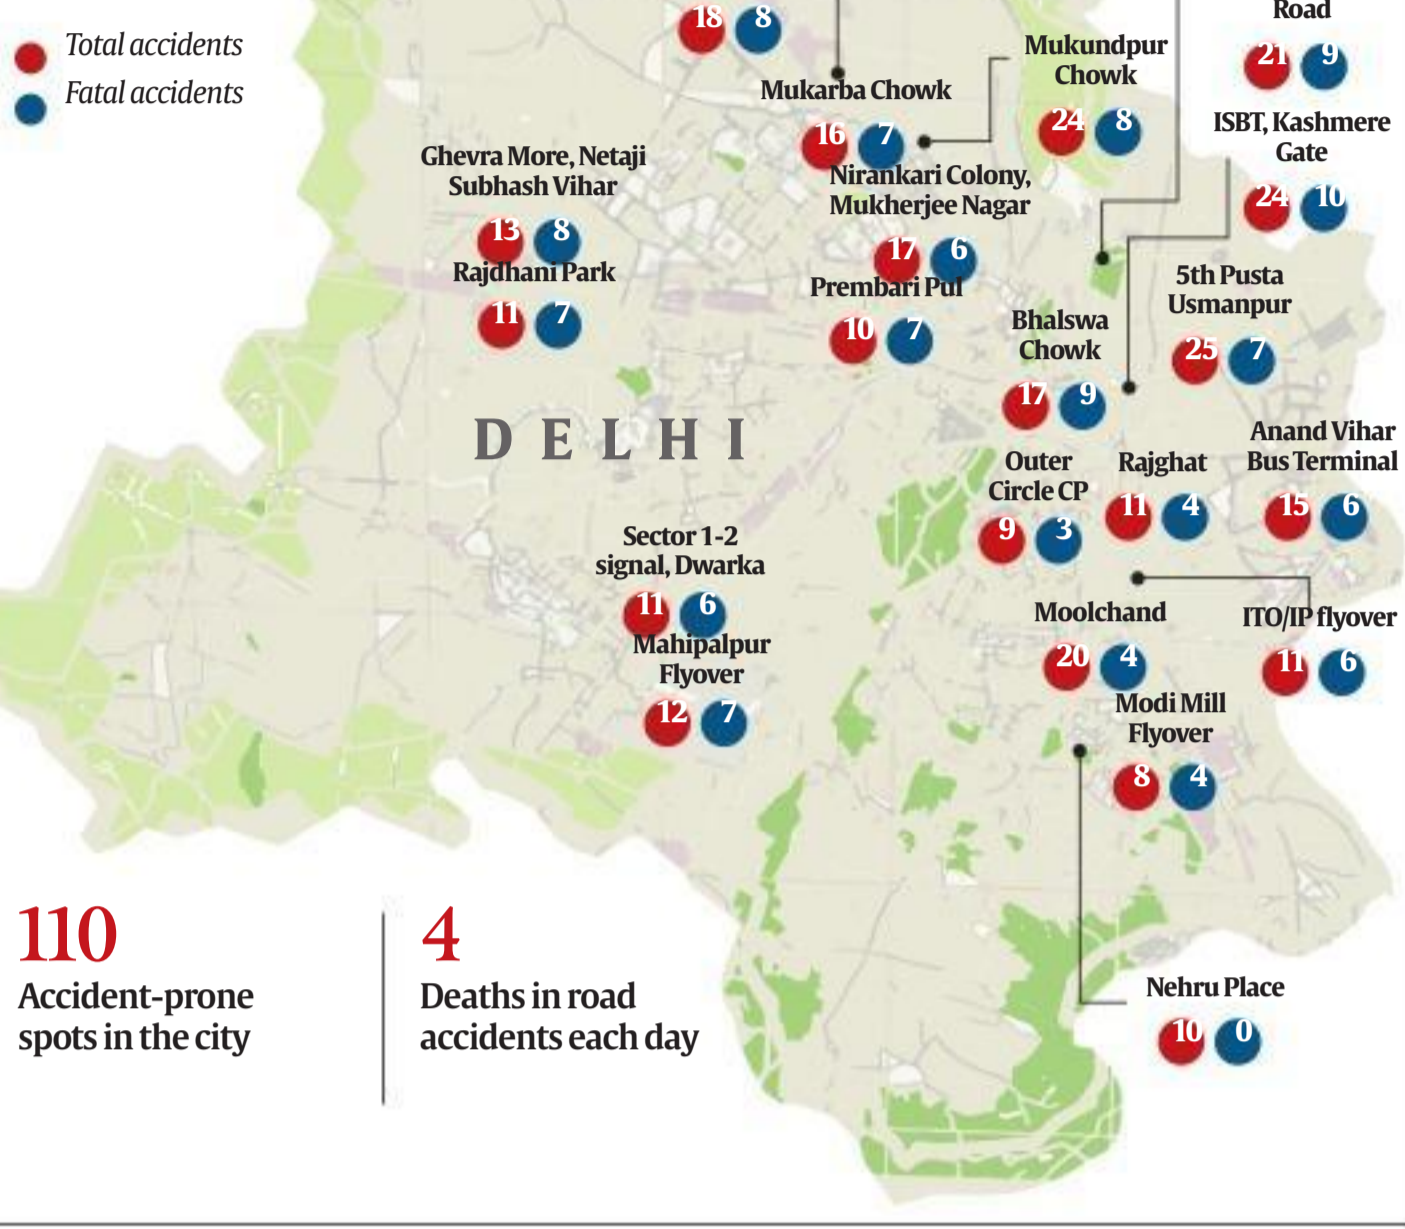 Total accidents
Fatal accidents
18 8
Road
21 9
Mukundpur
Chowk
24 8
Mukarba Chowk
16 7
ISBT, Kashmere
Gate
24 10
Ghevra More, Netaji
Subhash Vihar
13 8
Nirankari Colony,
Mukherjee Nagar
17 6
Rajdhani Park
11 7
Prembari Pul
10 7
5th Pusta
Usmanpur
25 7
Bhalswa
Chowk
17 9
DELHI
Outer
Circle CP
9 3
Rajghat
11 4
Anand Vihar
Bus Terminal
15 6
Sector 1-2
signal, Dwarka
11 6
Mahipalpur
Flyover
12 7
Moolchand
20 4
ITO/IP flyover
11 6
Modi Mill
Flyover
8 4
110
Accident-prone
spots in the city
4
Deaths in road
accidents each day
Nehru Place
10 0